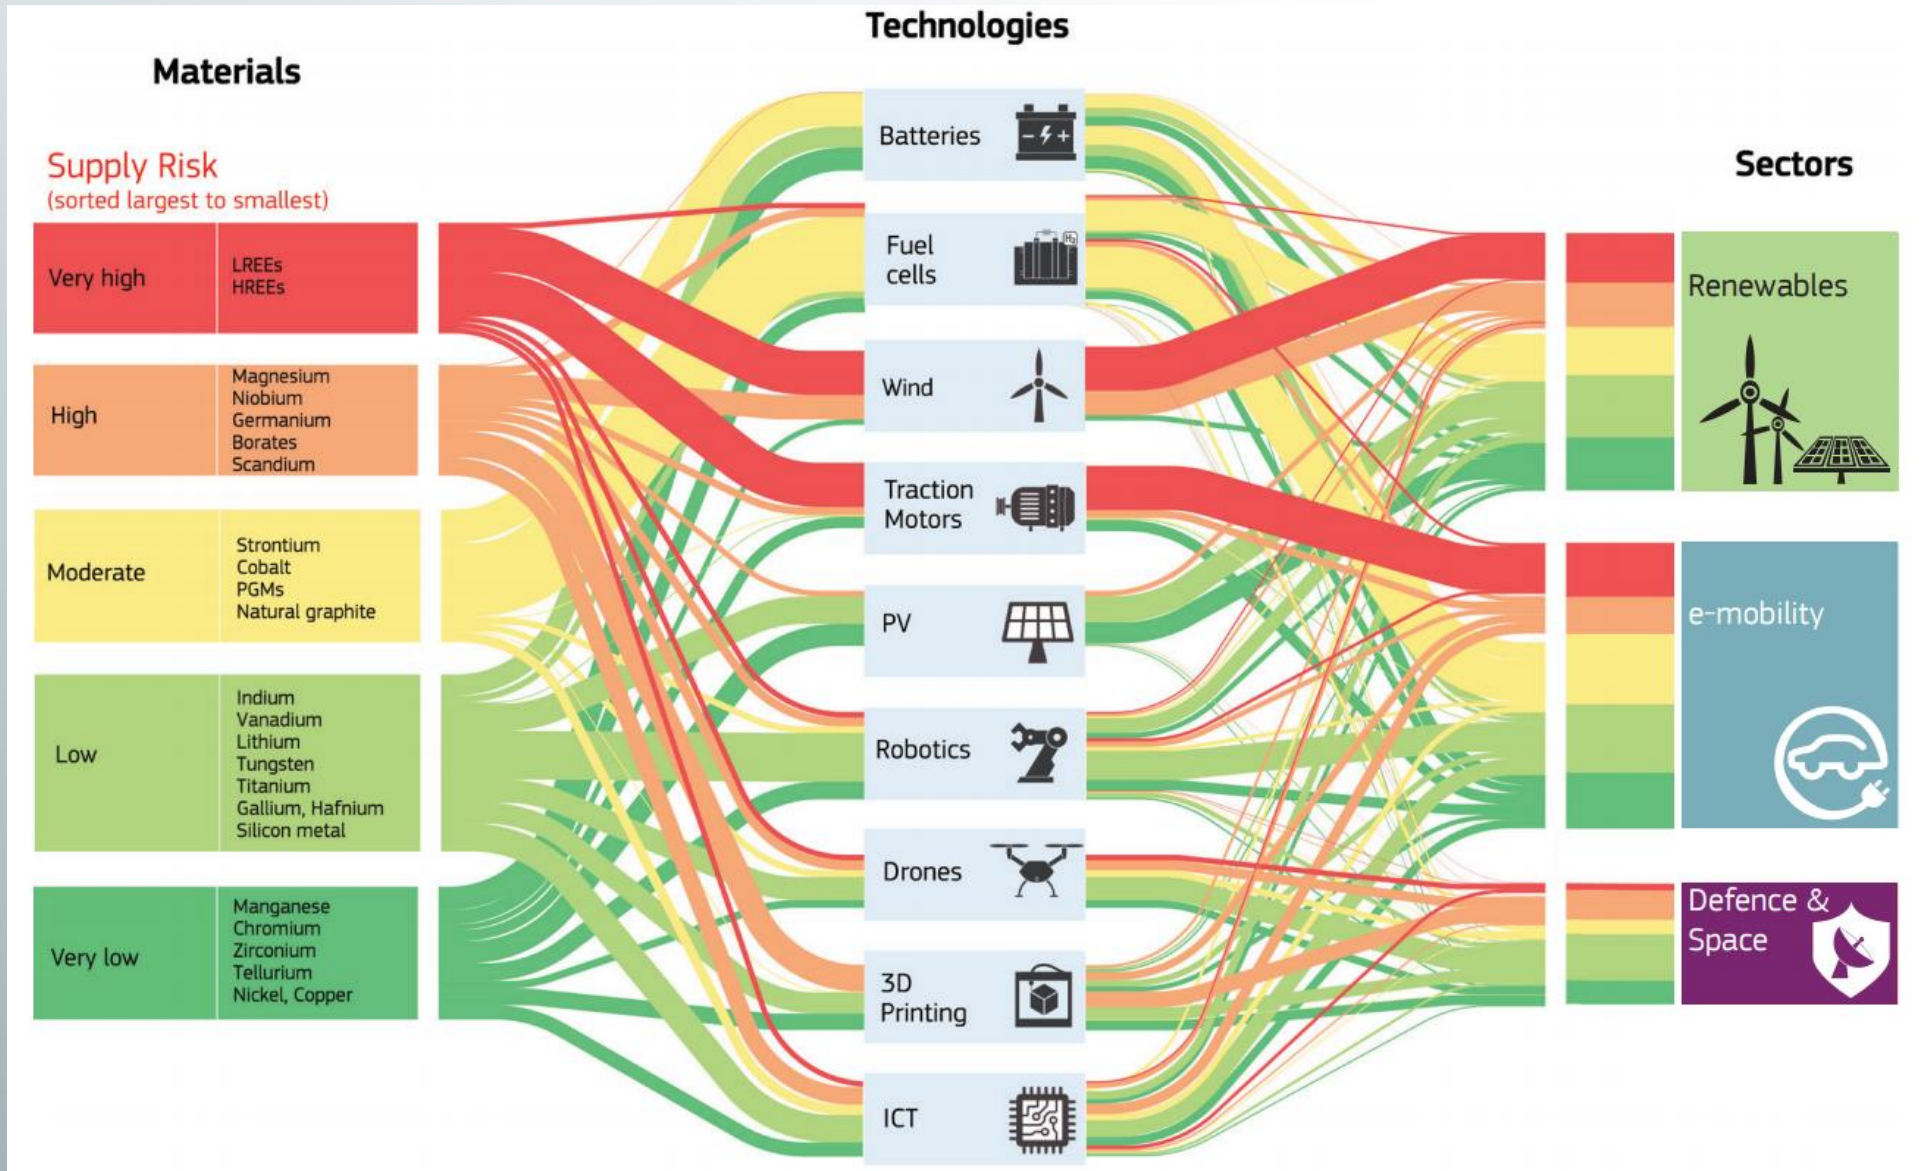 Materials
Supply Risk
(sorted largest to smallest)
Very high
LREEs
HREEs
High
Magnesium
Niobium
Germanium
Borates
Scandium
Moderate
Strontium
Cobalt
PGMs
Natural graphite
Low
Indium
Vanadium
Lithium
Tungsten
Titanium
Gallium, Hafnium
Silicon metal
Very low
Manganese
Chromium
Zirconium
Tellurium
Nickel, Copper
Technologies
Batteries
Fuel
cells
H₂
Wind
Traction
Motors
PV
Robotics
Drones
3D
Printing
ICT
Sectors
Renewables
e-mobility
Defence &
Space